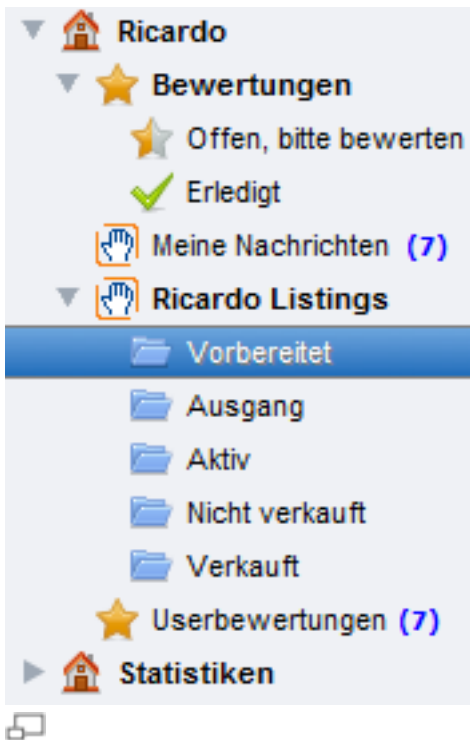 Ricardo
Bewertungen
Offen, bitte bewerten
Erledigt
Meine Nachrichten (7)
Ricardo Listings
Vorbereitet
Ausgang
Aktiv
Nicht verkauft
Verkauft
Userbewertungen (7)
Statistiken